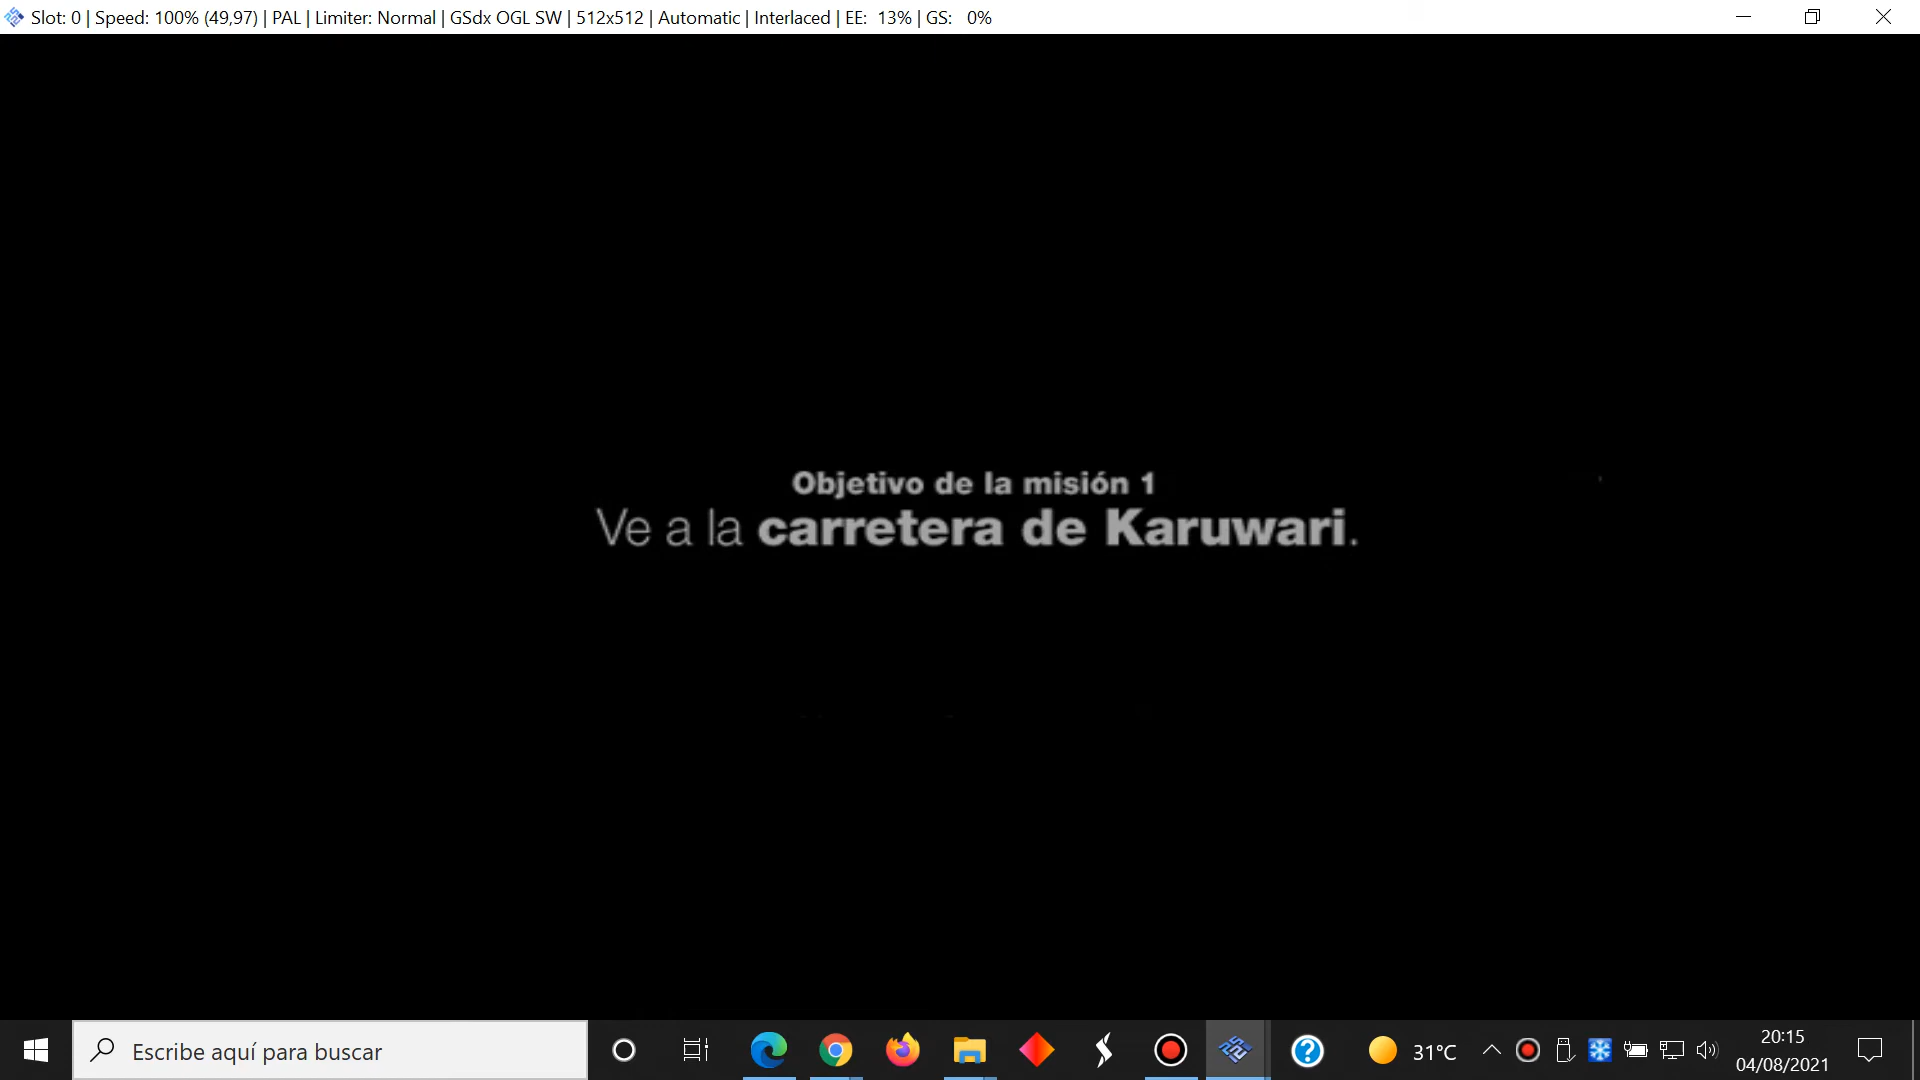 Slot: 0 | Speed: 100% (49,97) | PAL | Limiter: Normal | GSdx OGL SW | 512x512 | Automatic | Interlaced | EE: 13% | GS: 0%
Objetivo de la misión 1
Ve a la carretera de Karuwari.
Escribe aquí para buscar
31°C
20:15
04/08/2021